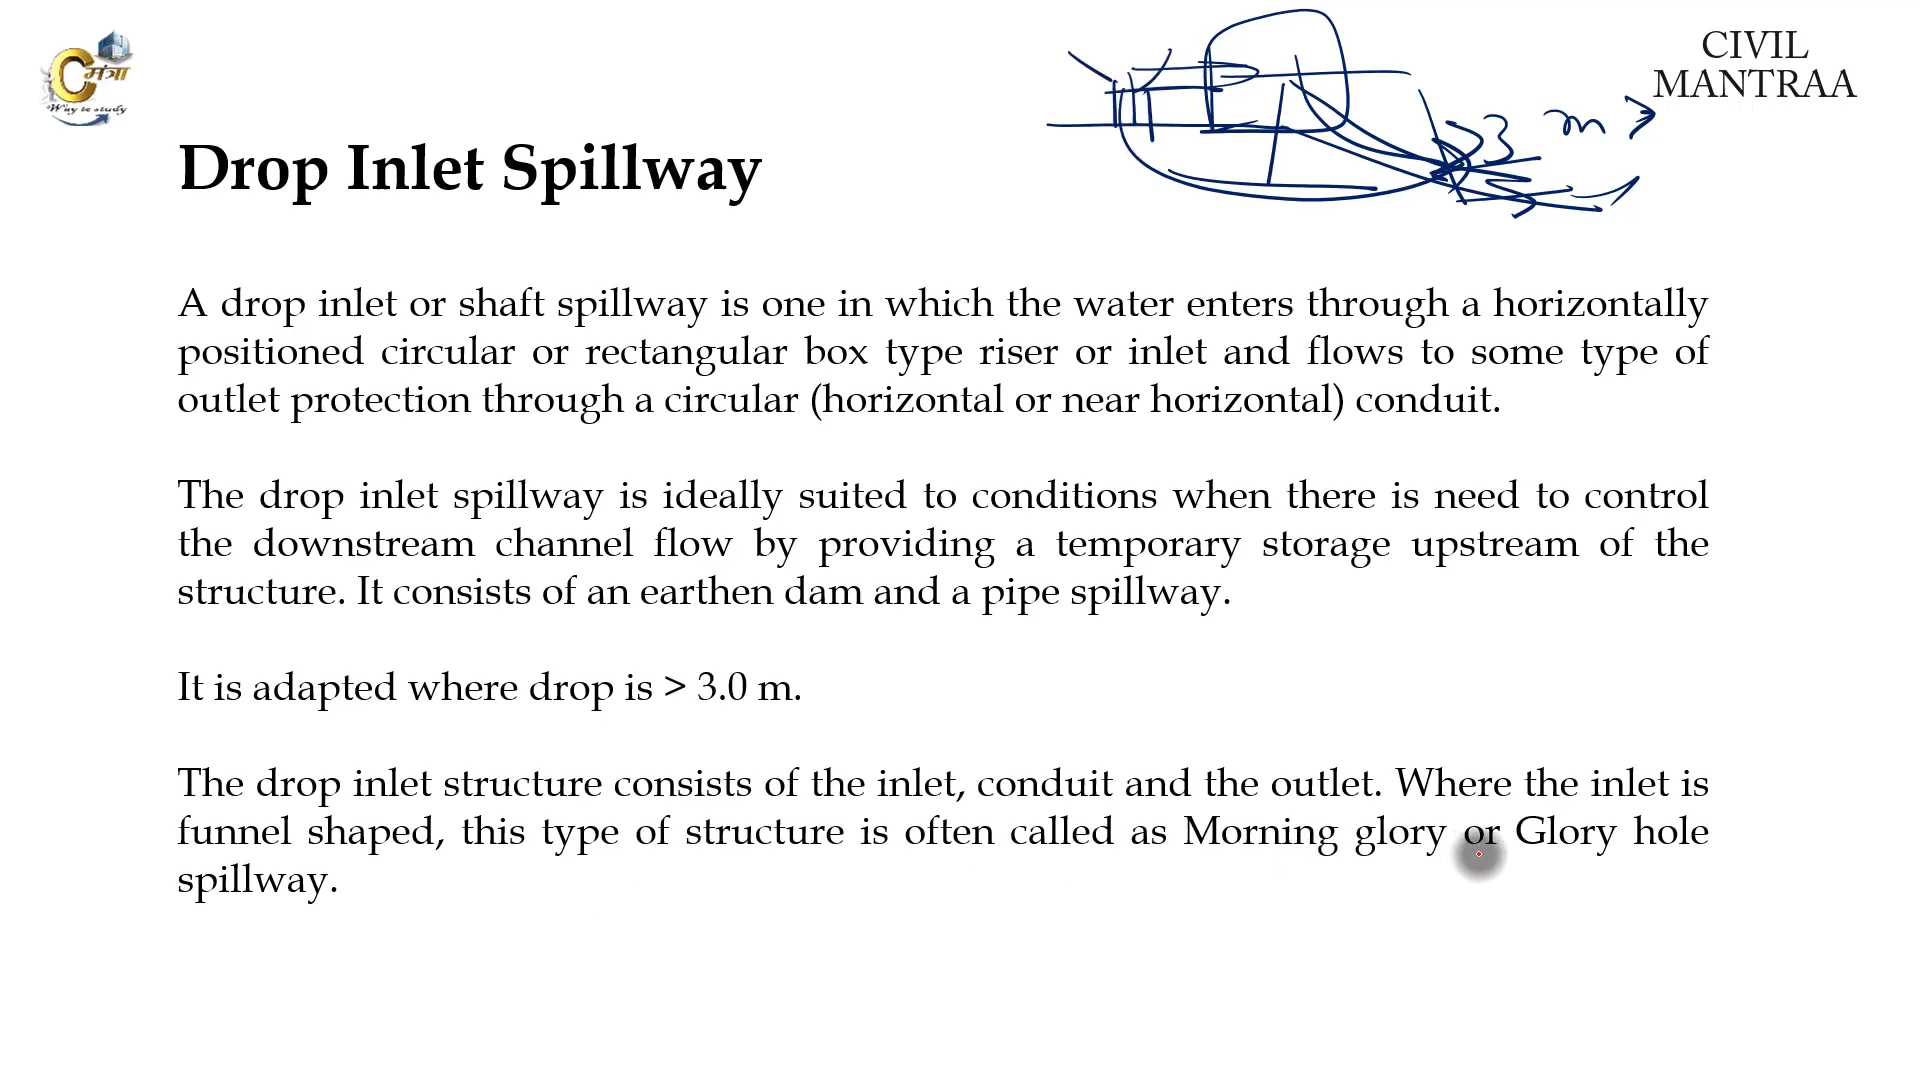 CIVIL
MANTRAA
C मंत्रा
Way to study
> 3 m
Drop Inlet Spillway
A drop inlet or shaft spillway is one in which the water enters through a horizontally
positioned circular or rectangular box type riser or inlet and flows to some type of
outlet protection through a circular (horizontal or near horizontal) conduit.
The drop inlet spillway is ideally suited to conditions when there is need to control
the downstream channel flow by providing a temporary storage upstream of the
structure. It consists of an earthen dam and a pipe spillway.
It is adapted where drop is > 3.0 m.
The drop inlet structure consists of the inlet, conduit and the outlet. Where the inlet is
funnel shaped, this type of structure is often called as Morning glory or Glory hole
spillway.